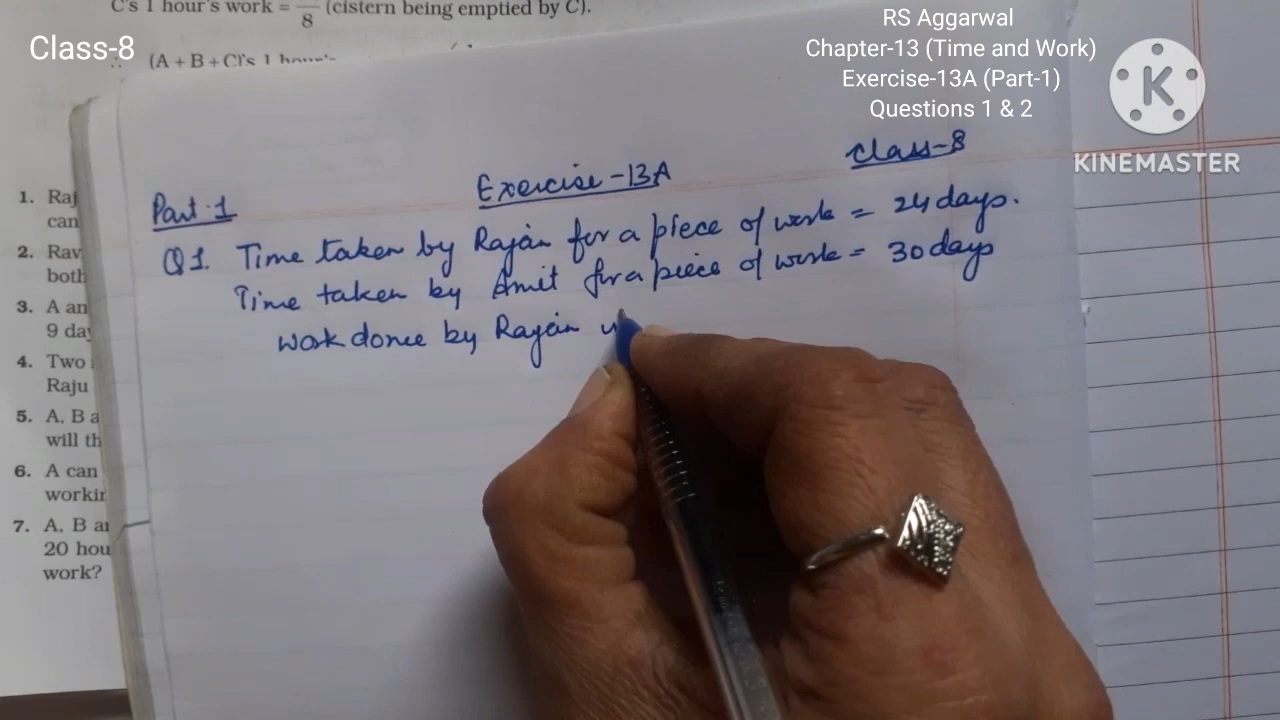 C's 1 hour's work = /8 (cistern being emptied by C).
Class-8
∴ (A + B + C)'s 1 hour's
RS Aggarwal
Chapter-13 (Time and Work)
Exercise-13A (Part-1)
Questions 1 & 2
K
KINEMASTER
Class-8
Part-1
Exercise-13A
Q1. Time taken by Rajan for a piece of work = 24 days.
Time taken by Amit for a piece of work = 30 days
Work done by Rajan
1. Raj
can
2. Rav
both
3. A an
9 day
4. Two
Raju
5. A, B a
will th
6. A can
workin
7. A, B an
20 hou
work?